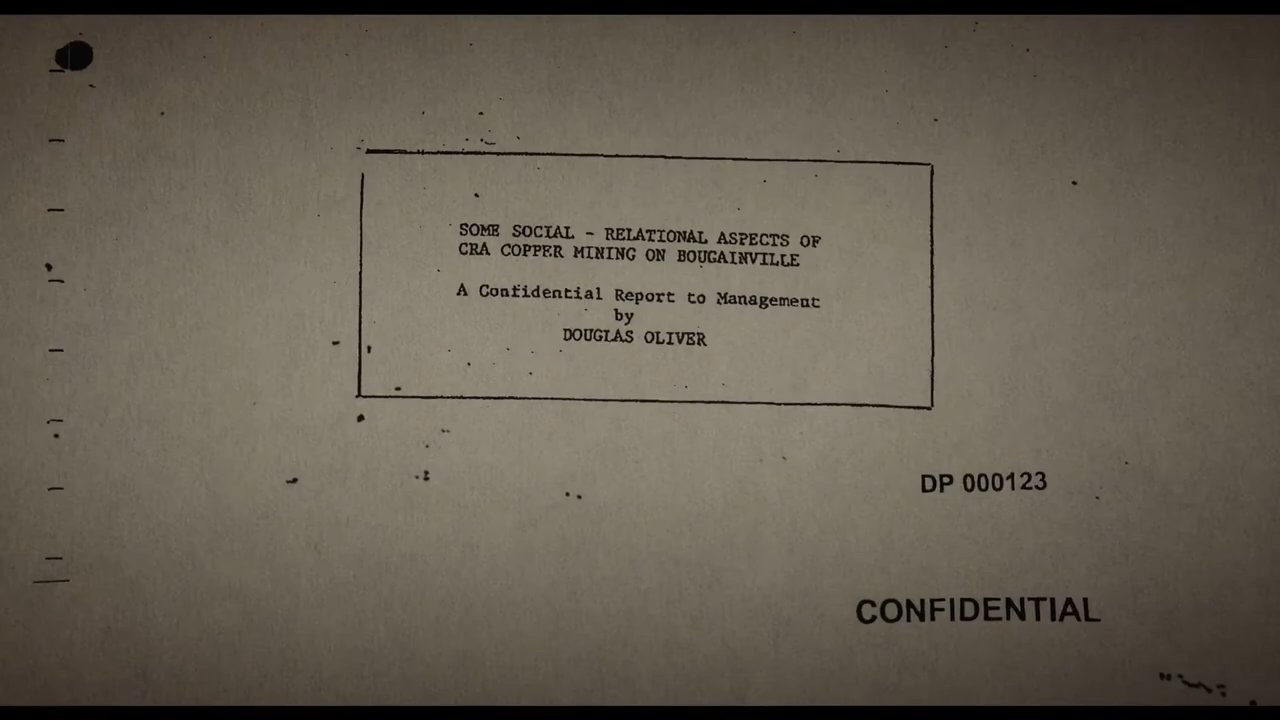 SOME SOCIAL - RELATIONAL ASPECTS OF
CRA COPPER MINING ON BOUGAINVILLE
A Confidential Report to Management
by
DOUGLAS OLIVER
DP 000123
CONFIDENTIAL